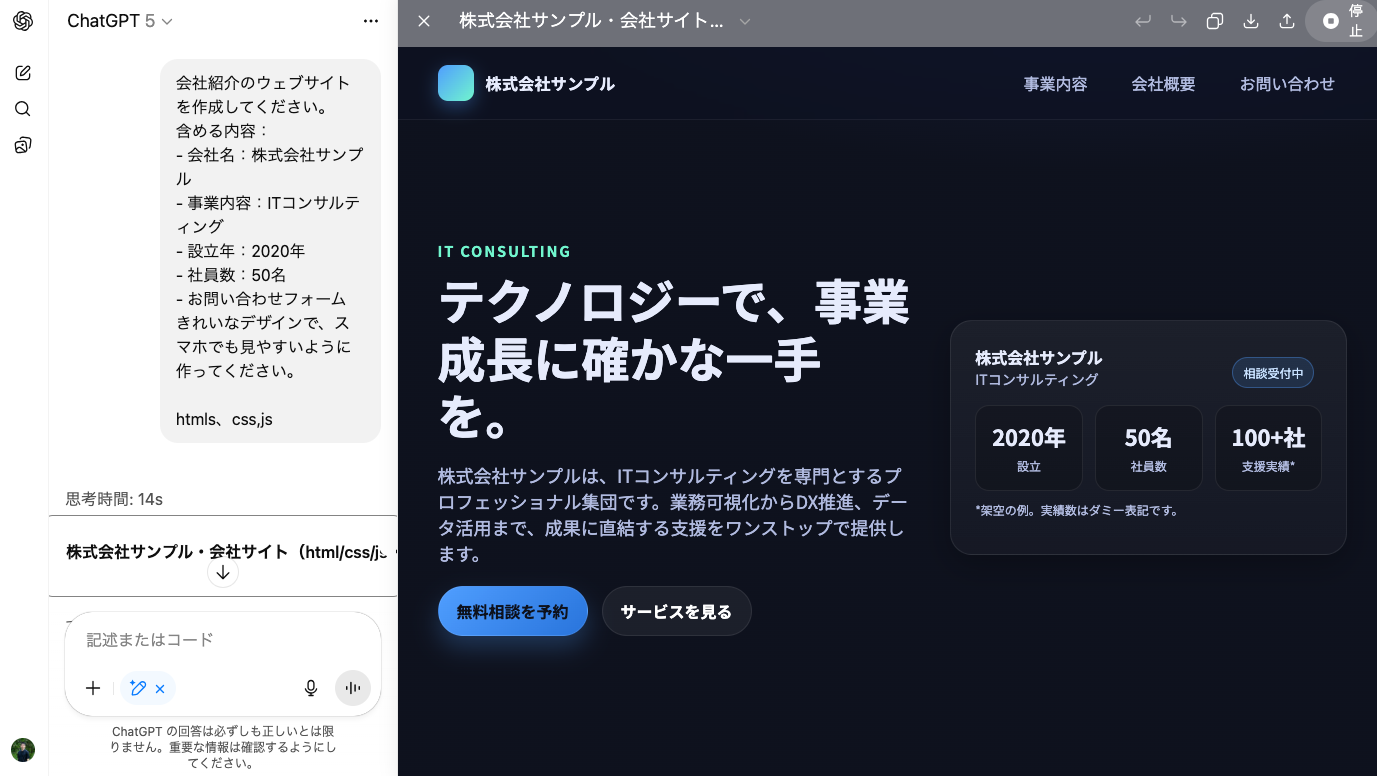 ChatGPT 5
会社紹介のウェブサイト
を作成してください。
含める内容：
- 会社名：株式会社サンプ
ル
- 事業内容：ITコンサルテ
ィング
- 設立年：2020年
- 社員数：50名
- お問い合わせフォーム
きれいなデザインで、ス
マホでも見やすいように
作ってください。
htmls、css,js
思考時間: 14s
株式会社サンプル・会社サイト（html/css/js
記述またはコード
ChatGPT の回答は必ずしも正しいとは限
りません。重要な情報は確認するようにし
てください。
株式会社サンプル・会社サイト...
停
止
株式会社サンプル
事業内容
会社概要
お問い合わせ
IT CONSULTING
テクノロジーで、事業
成長に確かな一手
を。
株式会社サンプルは、ITコンサルティングを専門とするプ
ロフェッショナル集団です。業務可視化からDX推進、デー
タ活用まで、成果に直結する支援をワンストップで提供し
ます。
無料相談を予約
サービスを見る
株式会社サンプル
ITコンサルティング
相談受付中
2020年
設立
50名
社員数
100+社
支援実績*
*架空の例。実績数はダミー表記です。